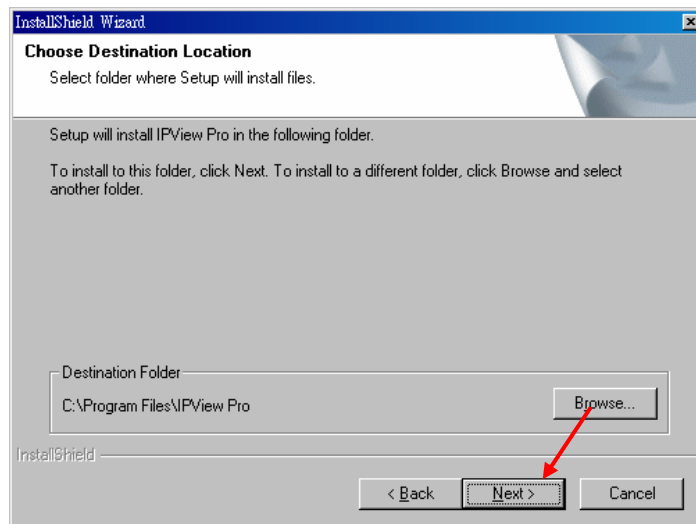 InstallShield Wizard
Choose Destination Location
Select folder where Setup will install files.
Setup will install IPView Pro in the following folder.
To install to this folder, click Next. To install to a different folder, click Browse and select
another folder.
Destination Folder
C:\Program Files\IPView Pro
Browse...
InstallShield
< Back
Next >
Cancel